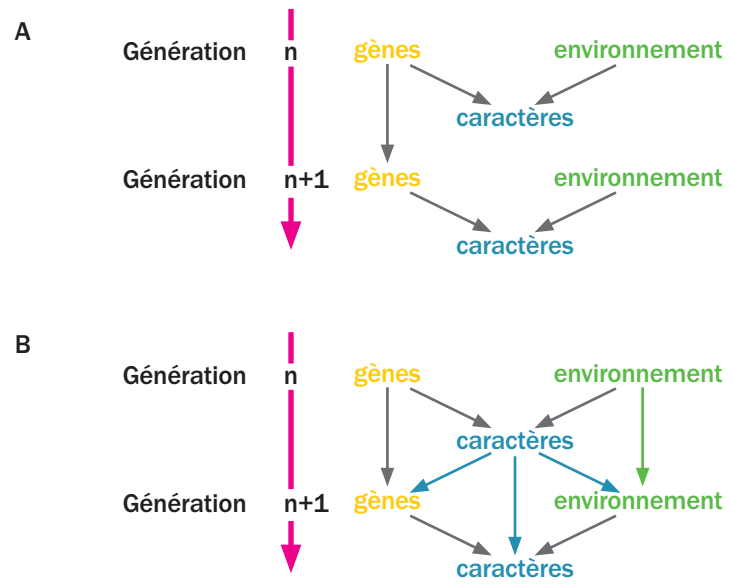 A
Génération n gènes environnement
caractères
Génération n+1 gènes environnement
caractères
B
Génération n gènes environnement
caractères
Génération n+1 gènes environnement
caractères